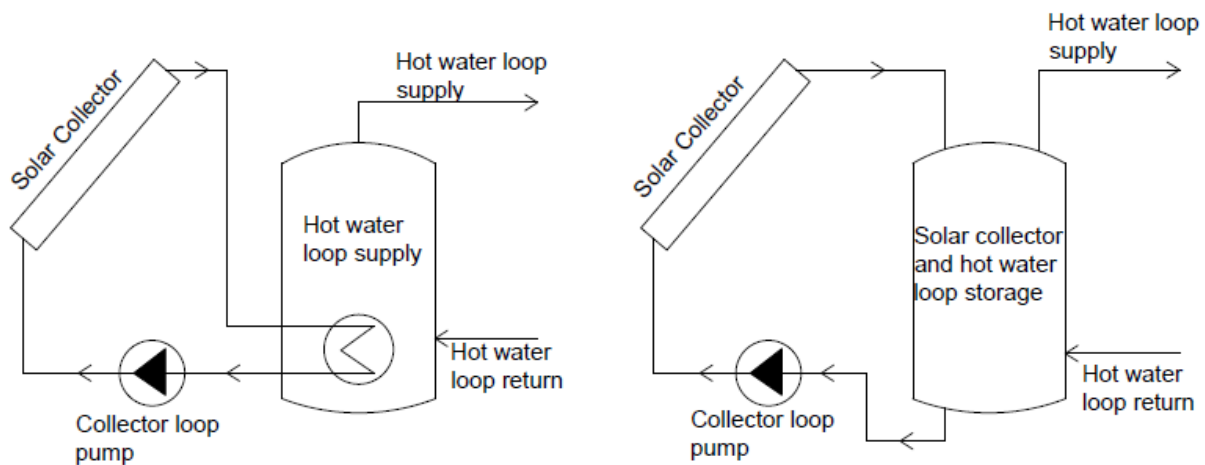 Solar Collector
Hot water loop
supply
Hot water
loop supply
Hot water
loop return
Collector loop
pump
Solar Collector
Hot water loop
supply
Solar collector
and hot water
loop storage
Hot water
loop return
Collector loop
pump